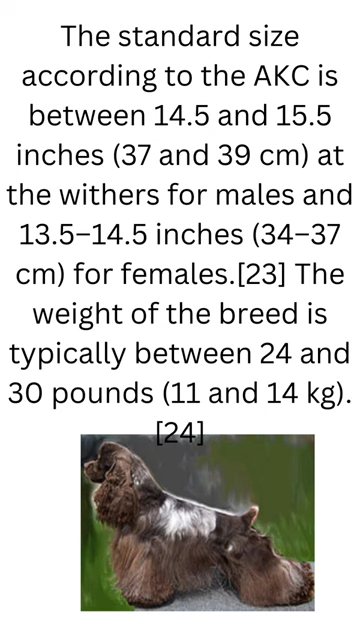 The standard size
according to the AKC is
between 14.5 and 15.5
inches (37 and 39 cm) at
the withers for males and
13.5–14.5 inches (34–37
cm) for females.[23] The
weight of the breed is
typically between 24 and
30 pounds (11 and 14 kg).
[24]